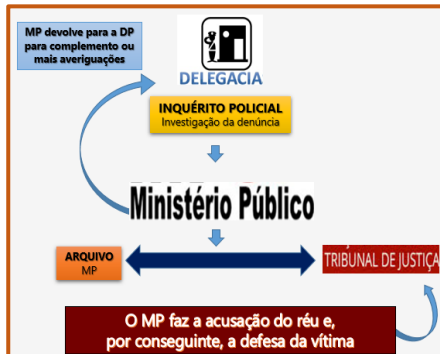 MP devolve para a DP
para complemento ou
mais averiguações
DELEGACIA
INQUÉRITO POLICIAL
Investigação da denúncia
Ministério Público
ARQUIVO
MP
TRIBUNAL DE JUSTIÇA
O MP faz a acusação do réu e,
por conseguinte, a defesa da vítima